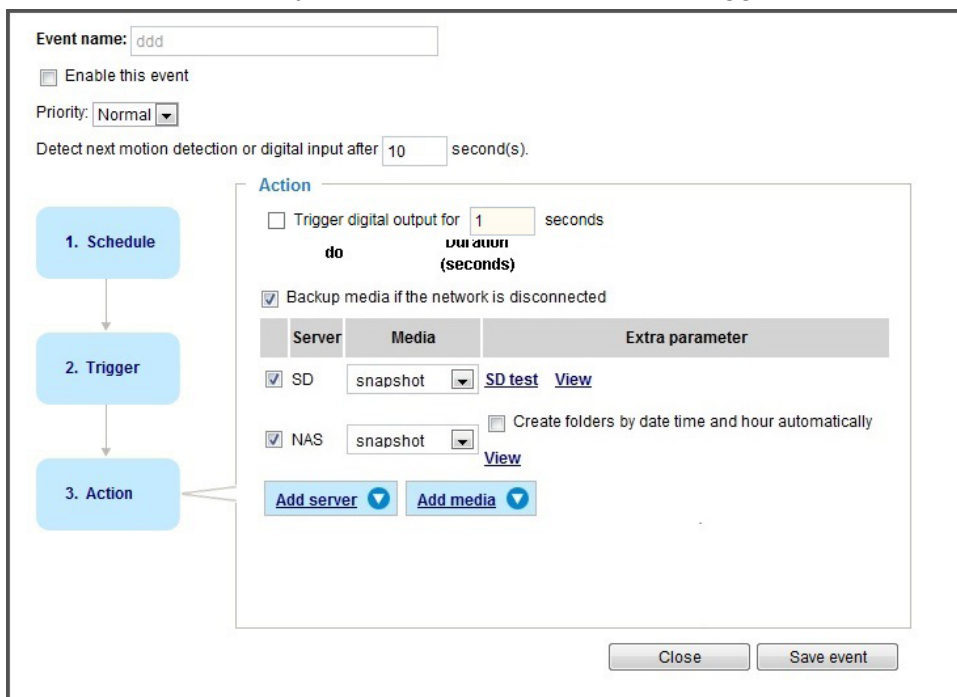 Event name: ddd
Enable this event
Priority: Normal
Detect next motion detection or digital input after 10 second(s).
Action
Trigger digital output for 1 seconds
do Duration
(seconds)
Backup media if the network is disconnected
Server Media Extra parameter
SD snapshot SD test View
NAS snapshot Create folders by date time and hour automatically
View
Add server Add media
1. Schedule
2. Trigger
3. Action
Close Save event